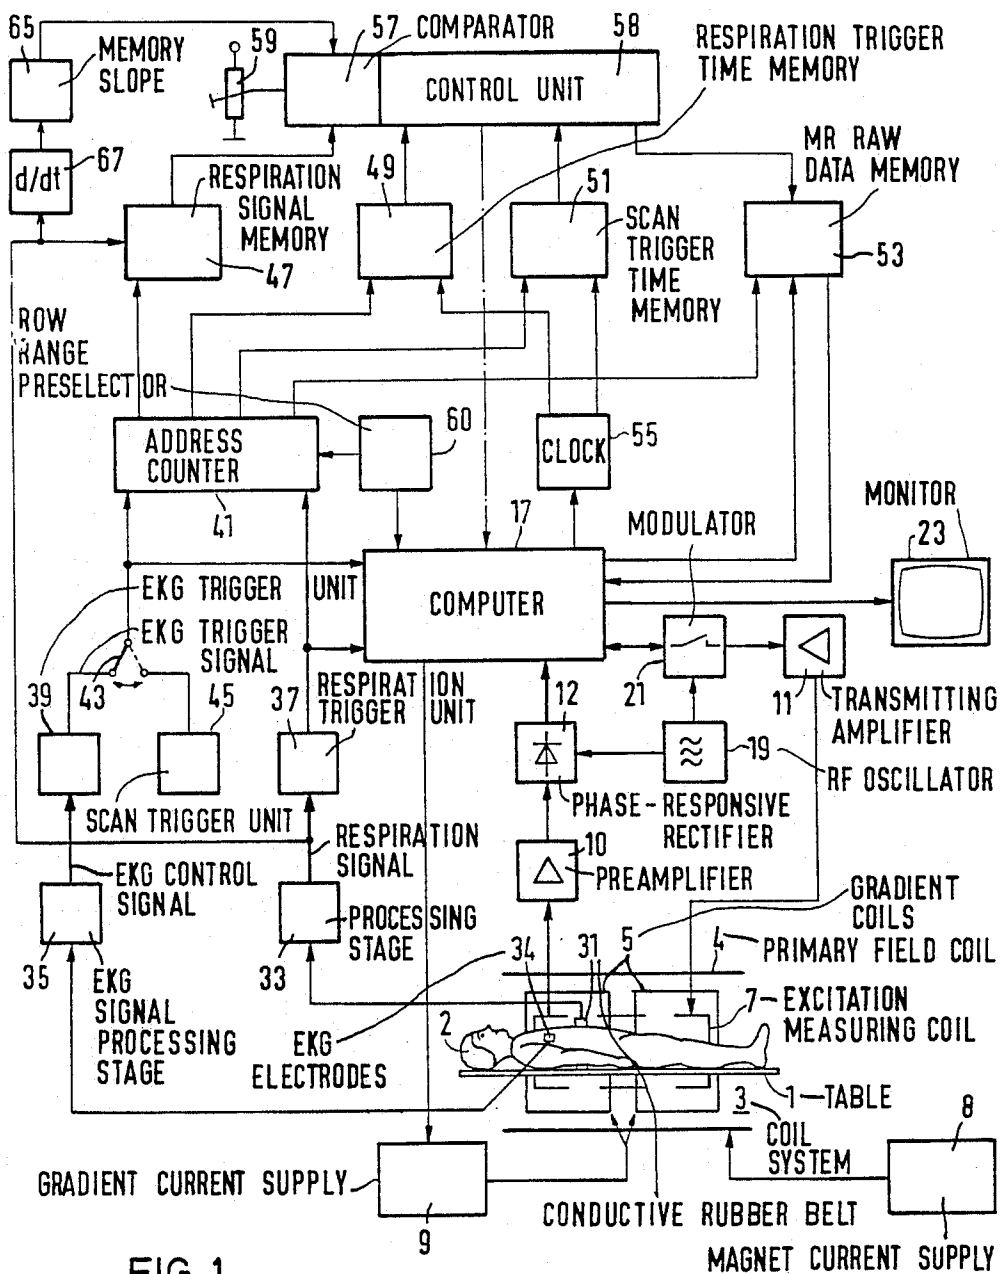 65
MEMORY
SLOPE
59
57
COMPARATOR
58
CONTROL UNIT
RESPIRATION TRIGGER
TIME MEMORY
d/dt
67
RESPIRATION
SIGNAL
MEMORY
47
49
51
SCAN
TRIGGER
TIME
MEMORY
MR RAW
DATA MEMORY
53
ROW
RANGE
PRESELECTOR
ADDRESS
COUNTER
41
60
CLOCK
55
17
COMPUTER
MODULATOR
MONITOR
23
EKG TRIGGER UNIT
EKG TRIGGER
SIGNAL
39
43
45
37
RESPIRATION
TRIGGER UNIT
12
21
11
TRANSMITTING
AMPLIFIER
19
RF OSCILLATOR
SCAN TRIGGER UNIT
PHASE-RESPONSIVE
RECTIFIER
EKG CONTROL
SIGNAL
RESPIRATION
SIGNAL
10
PREAMPLIFIER
GRADIENT
COILS
35
EKG
SIGNAL
PROCESSING
STAGE
33
PROCESSING
STAGE
34
31
5
4
PRIMARY FIELD COIL
7-EXCITATION
MEASURING COIL
2
EKG
ELECTRODES
1-TABLE
3
COIL
SYSTEM
8
GRADIENT CURRENT SUPPLY
9
CONDUCTIVE RUBBER BELT
MAGNET CURRENT SUPPLY
FIG 1